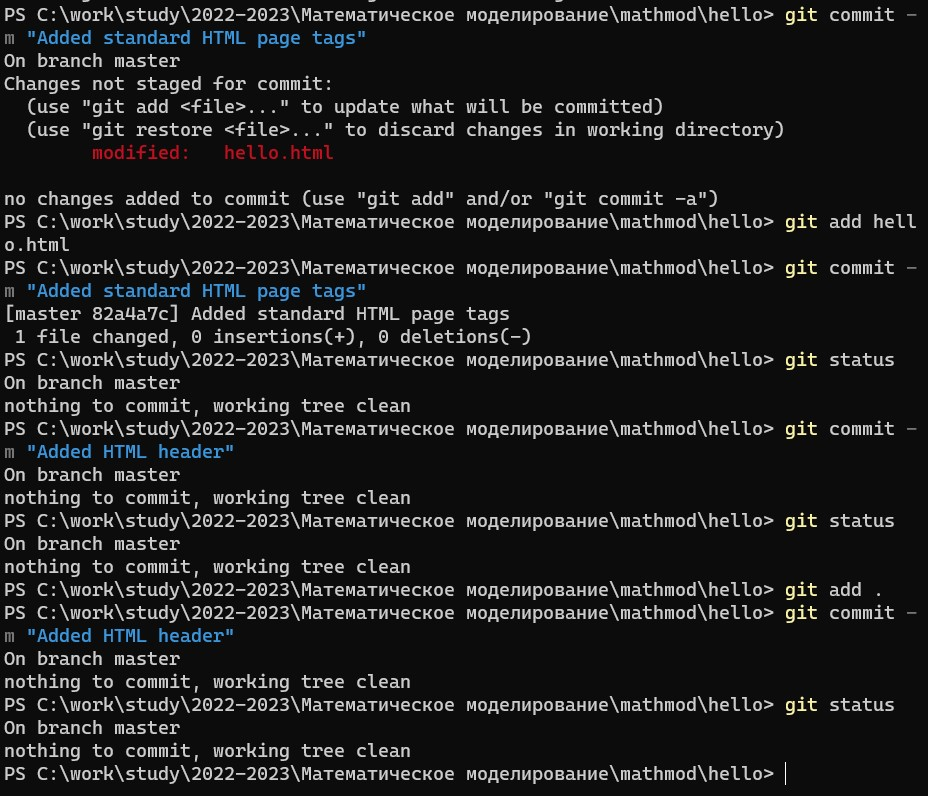 PS C:\work\study\2022-2023\Математическое моделирование\mathmod\hello> git commit -
m "Added standard HTML page tags"
On branch master
Changes not staged for commit:
  (use "git add <file>..." to update what will be committed)
  (use "git restore <file>..." to discard changes in working directory)
        modified:   hello.html

no changes added to commit (use "git add" and/or "git commit -a")
PS C:\work\study\2022-2023\Математическое моделирование\mathmod\hello> git add hell
o.html
PS C:\work\study\2022-2023\Математическое моделирование\mathmod\hello> git commit -
m "Added standard HTML page tags"
[master 82a4a7c] Added standard HTML page tags
 1 file changed, 0 insertions(+), 0 deletions(-)
PS C:\work\study\2022-2023\Математическое моделирование\mathmod\hello> git status
On branch master
nothing to commit, working tree clean
PS C:\work\study\2022-2023\Математическое моделирование\mathmod\hello> git commit -
m "Added HTML header"
On branch master
nothing to commit, working tree clean
PS C:\work\study\2022-2023\Математическое моделирование\mathmod\hello> git status
On branch master
nothing to commit, working tree clean
PS C:\work\study\2022-2023\Математическое моделирование\mathmod\hello> git add .
PS C:\work\study\2022-2023\Математическое моделирование\mathmod\hello> git commit -
m "Added HTML header"
On branch master
nothing to commit, working tree clean
PS C:\work\study\2022-2023\Математическое моделирование\mathmod\hello> git status
On branch master
nothing to commit, working tree clean
PS C:\work\study\2022-2023\Математическое моделирование\mathmod\hello>